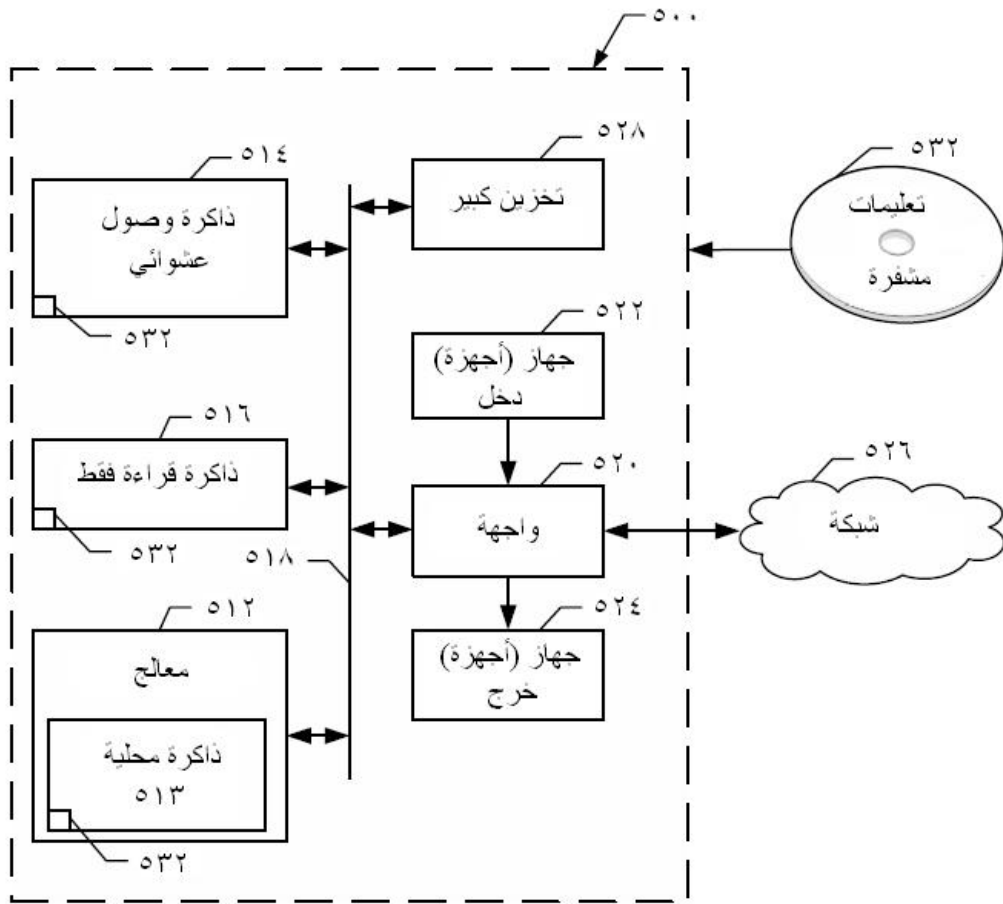 ٥٠٠
٥٢٨
تخزين كبير
٥١٤
ذاكرة وصول
عشوائي
٥٣٢
٥٣٢
تعليمات
مشفرة
٥٢٢
جهاز (أجهزة)
دخل
٥١٦
ذاكرة قراءة فقط
٥٣٢
٥٢٠
واجهة
٥٢٦
شبكة
٥١٨
٥١٢
معالج
ذاكرة محلية
٥١٣
٥٣٢
٥٢٤
جهاز (أجهزة)
خرج